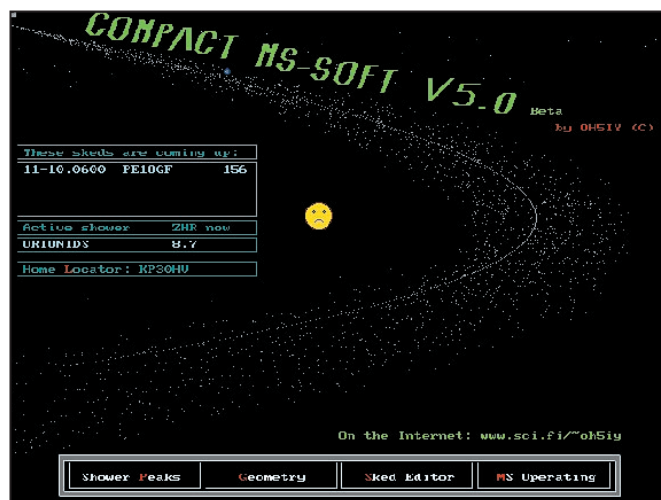 COMPACT MS-SOFT V5.0 Beta
by OH5IY (C)
These skeds are coming up:
11-10.0600 PE1OGF 156
Active shower ZHR now
ORIONIDS 8.7
Home Locator: KP30HV
On the Internet: www.sci.fi/~oh5iy
Shower Peaks Geometry Sked Editor MS Operating